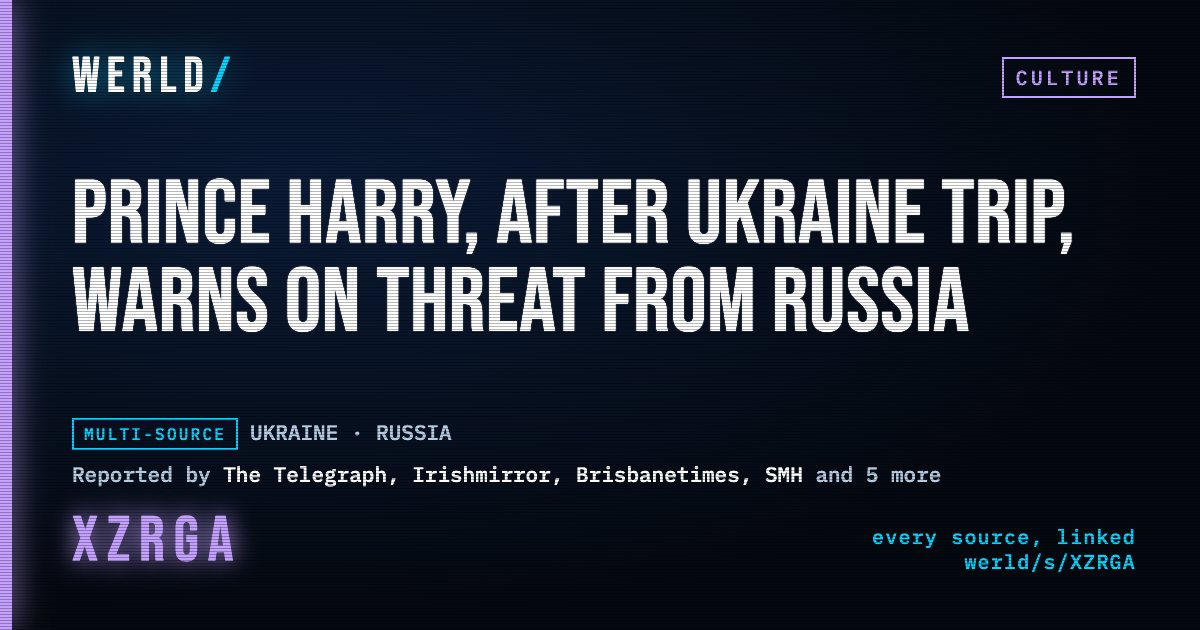 WERLD/
CULTURE
PRINCE HARRY, AFTER UKRAINE TRIP,
WARNS ON THREAT FROM RUSSIA
MULTI-SOURCE UKRAINE · RUSSIA
Reported by The Telegraph, Irishmirror, Brisbanetimes, SMH and 5 more
XZRGA
every source, linked
werld/s/XZRGA